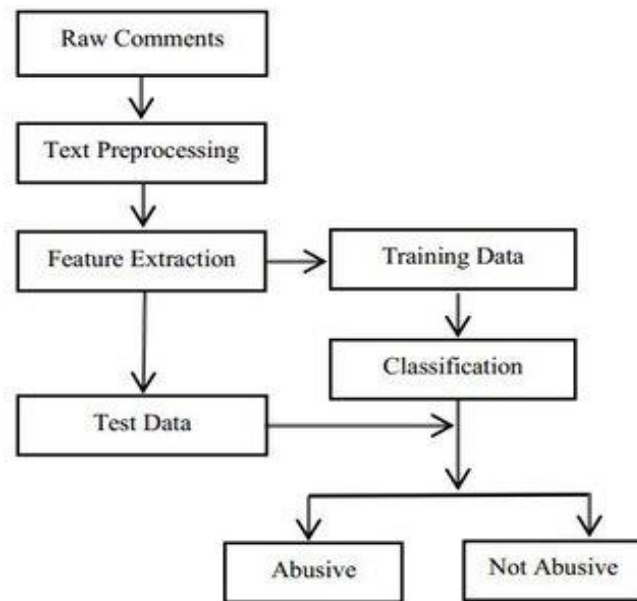 Raw Comments
Text Preprocessing
Feature Extraction
Training Data
Classification
Test Data
Abusive
Not Abusive